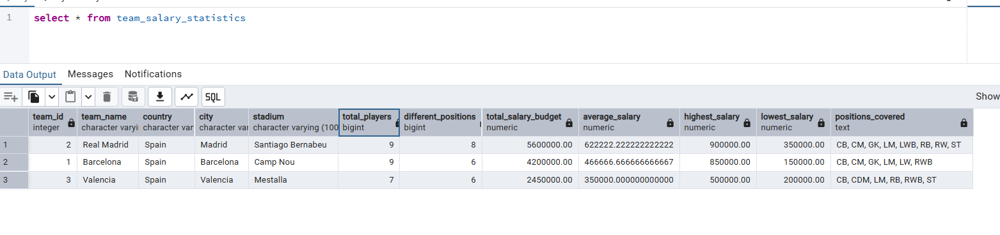 1 select * from team_salary_statistics
Data Output Messages Notifications
SQL Show
team_id team_name country city stadium total_players different_positions total_salary_budget average_salary highest_salary lowest_salary positions_covered
integer character varyi character var character var character varying (100 bigint bigint numeric numeric numeric numeric text
1 2 Real Madrid Spain Madrid Santiago Bernabeu 9 8 5600000.00 622222.222222222222 900000.00 350000.00 CB, CM, GK, LM, LWB, RB, RW, ST
2 1 Barcelona Spain Barcelona Camp Nou 9 6 4200000.00 466666.666666666667 850000.00 150000.00 CB, CM, GK, LM, LW, RWB
3 3 Valencia Spain Valencia Mestalla 7 6 2450000.00 350000.000000000000 500000.00 200000.00 CB, CDM, LM, RB, RWB, ST